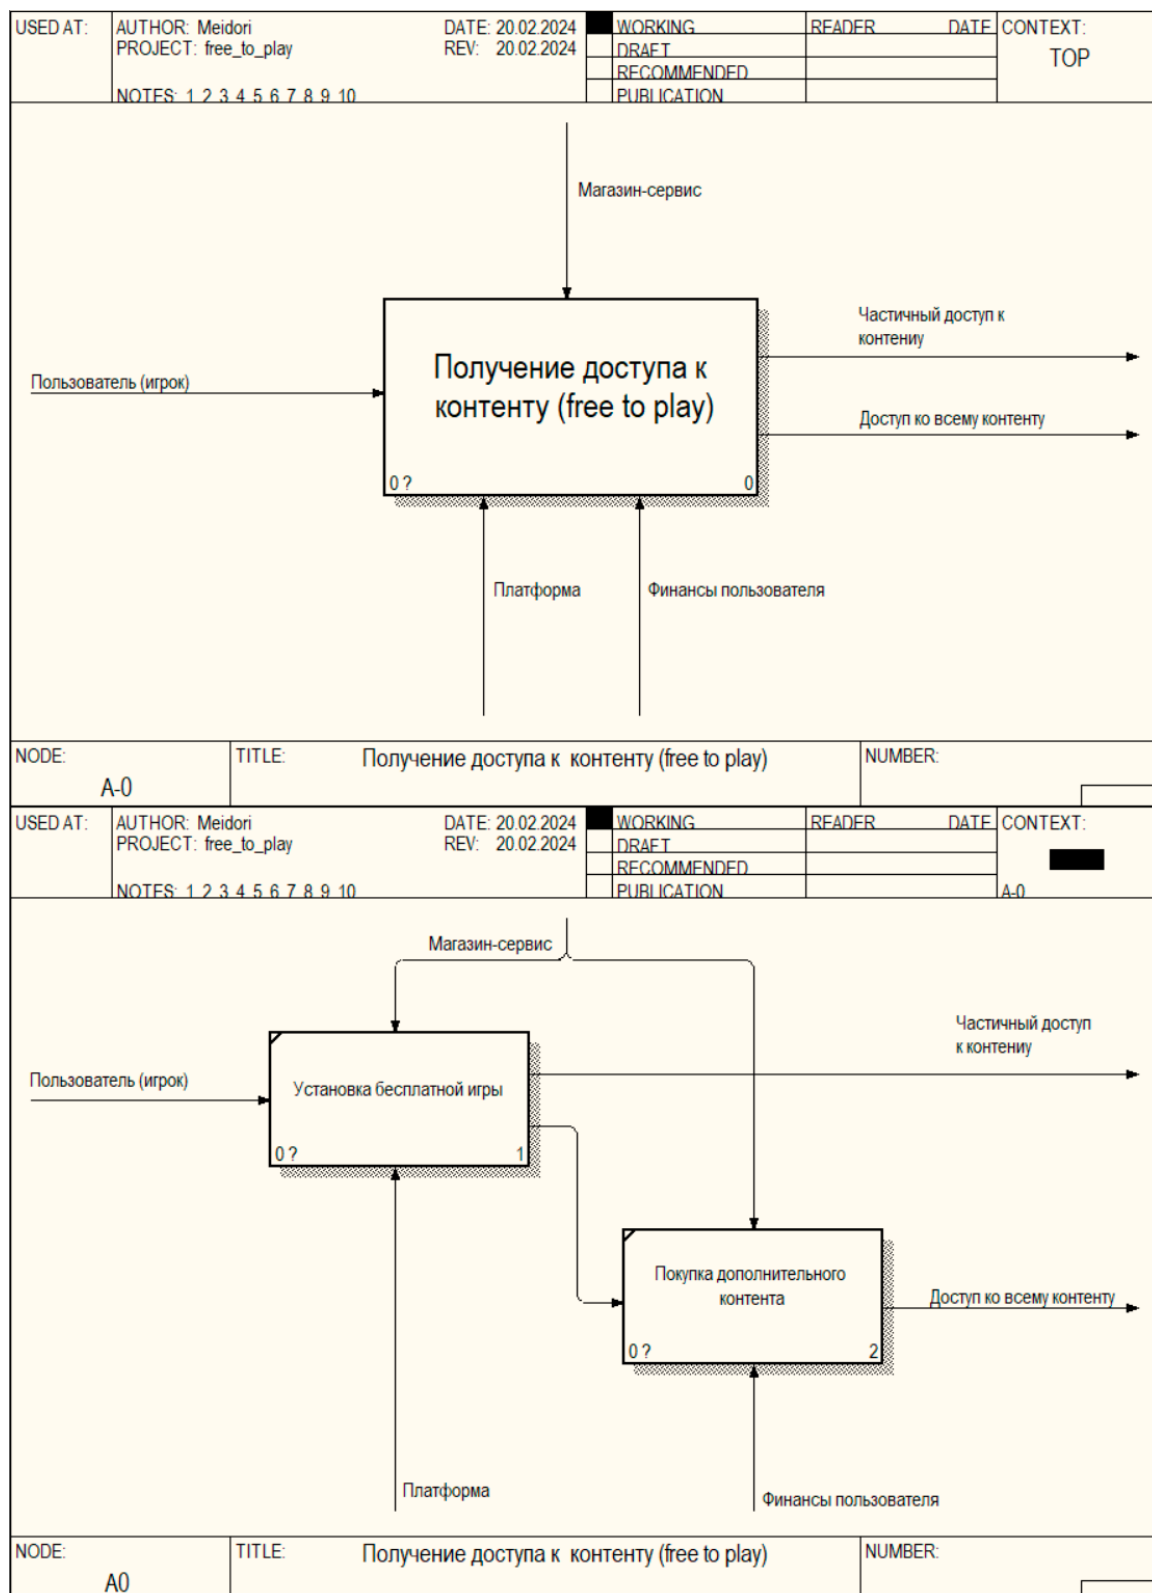 USED AT:
AUTHOR: Meidori
DATE: 20.02.2024
WORKING
READER
DATE
CONTEXT:
PROJECT: free_to_play
REV: 20.02.2024
DRAFT
TOP
RECOMMENDED
NOTES: 1 2 3 4 5 6 7 8 9 10
PUBLICATION
Магазин-сервис
Частичный доступ к
контениу
Получение доступа к
контенту (free to play)
Пользователь (игрок)
Доступ ко всему контенту
0 ?
0
Платформа
Финансы пользователя
NODE:
TITLE:
Получение доступа к контенту (free to play)
NUMBER:
A-0
USED AT:
AUTHOR: Meidori
DATE: 20.02.2024
WORKING
READER
DATE
CONTEXT:
PROJECT: free_to_play
REV: 20.02.2024
DRAFT
RECOMMENDED
NOTES: 1 2 3 4 5 6 7 8 9 10
PUBLICATION
A-0
Магазин-сервис
Частичный доступ
к контениу
Пользователь (игрок)
Установка бесплатной игры
0 ?
1
Покупка дополнительного
контента
Доступ ко всему контенту
0 ?
2
Платформа
Финансы пользователя
NODE:
TITLE:
Получение доступа к контенту (free to play)
NUMBER:
A0